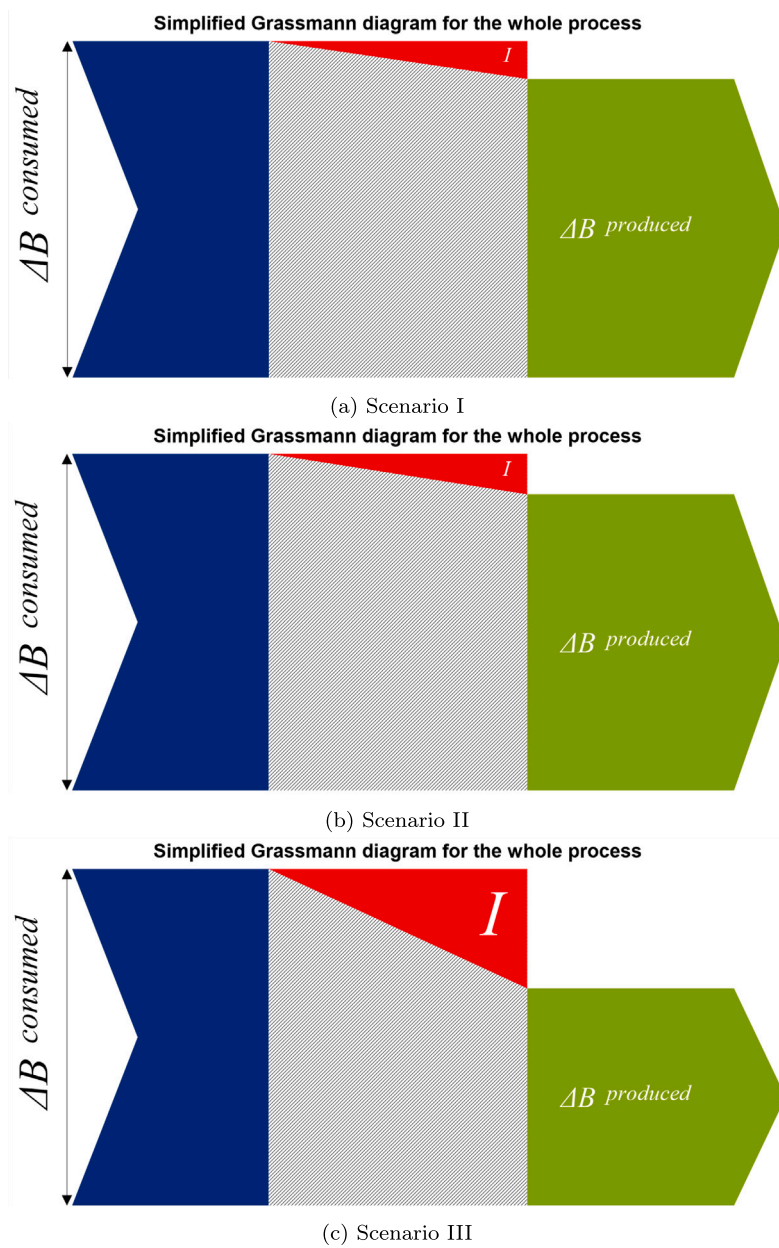 Simplified Grassmann diagram for the whole process
ΔB consumed
I
ΔB produced
(a) Scenario I
Simplified Grassmann diagram for the whole process
ΔB consumed
I
ΔB produced
(b) Scenario II
Simplified Grassmann diagram for the whole process
ΔB consumed
I
ΔB produced
(c) Scenario III